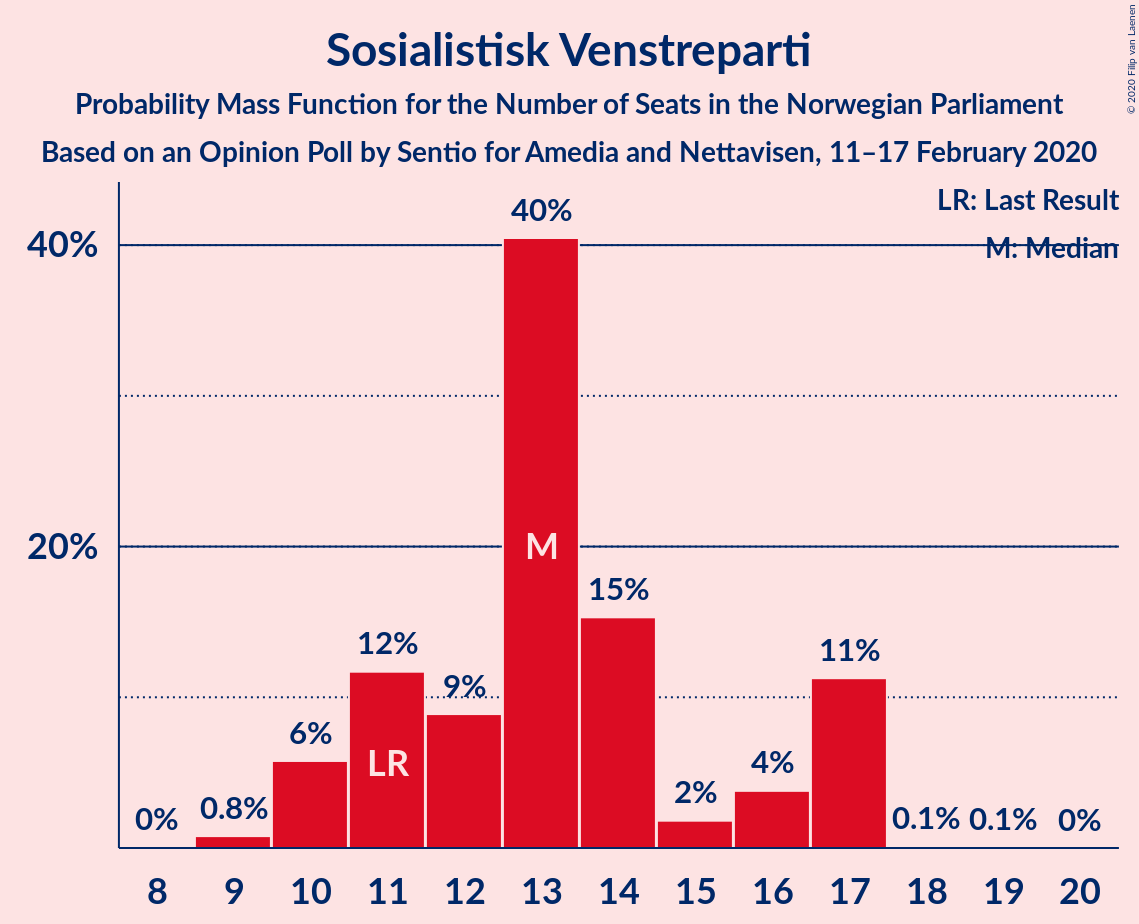 Sosialistisk Venstreparti
Probability Mass Function for the Number of Seats in the Norwegian Parliament
Based on an Opinion Poll by Sentio for Amedia and Nettavisen, 11–17 February 2020
© 2020 Filip van Laenen
LR: Last Result
M: Median
40%
20%
0%
0.8%
6%
12%
9%
40%
15%
2%
4%
11%
0.1%
0.1%
0%
LR
M
8 9 10 11 12 13 14 15 16 17 18 19 20